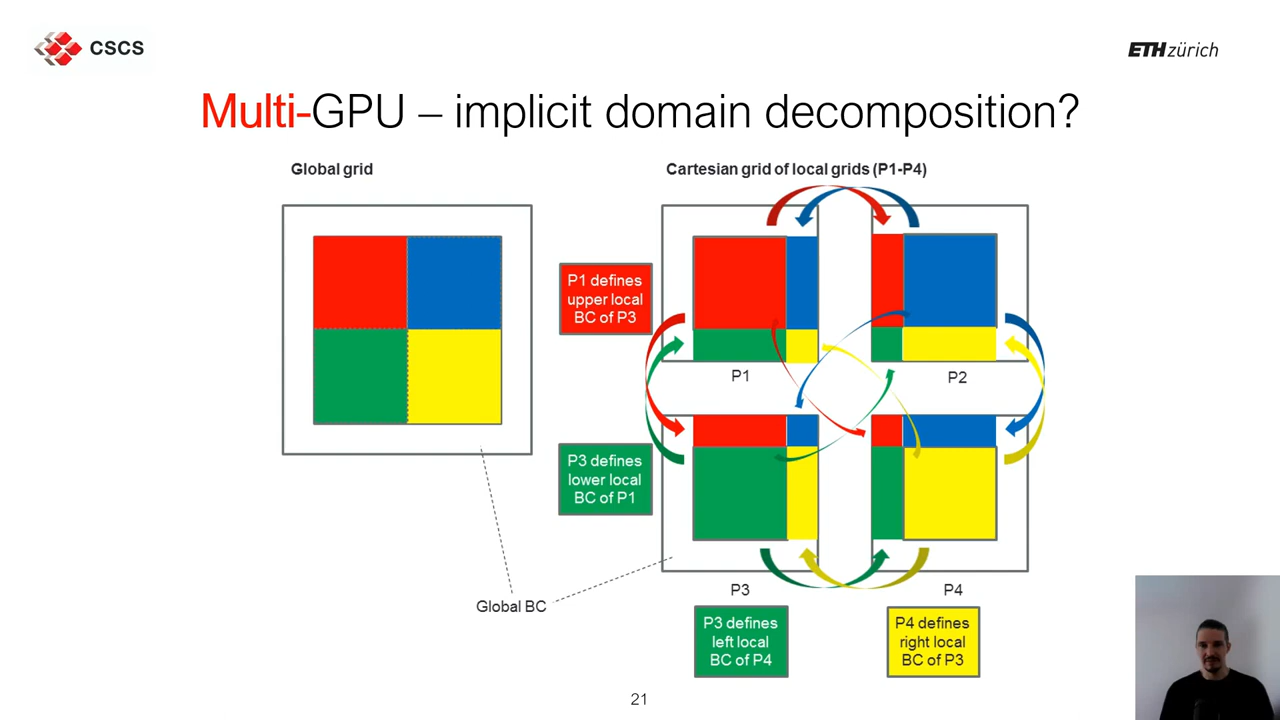 CSCS
ETH zürich
Multi-GPU – implicit domain decomposition?
Global grid
Cartesian grid of local grids (P1-P4)
P1 defines
upper local
BC of P3
P1
P2
P3 defines
lower local
BC of P1
Global BC
P3
P4
P3 defines
left local
BC of P4
P4 defines
right local
BC of P3
21